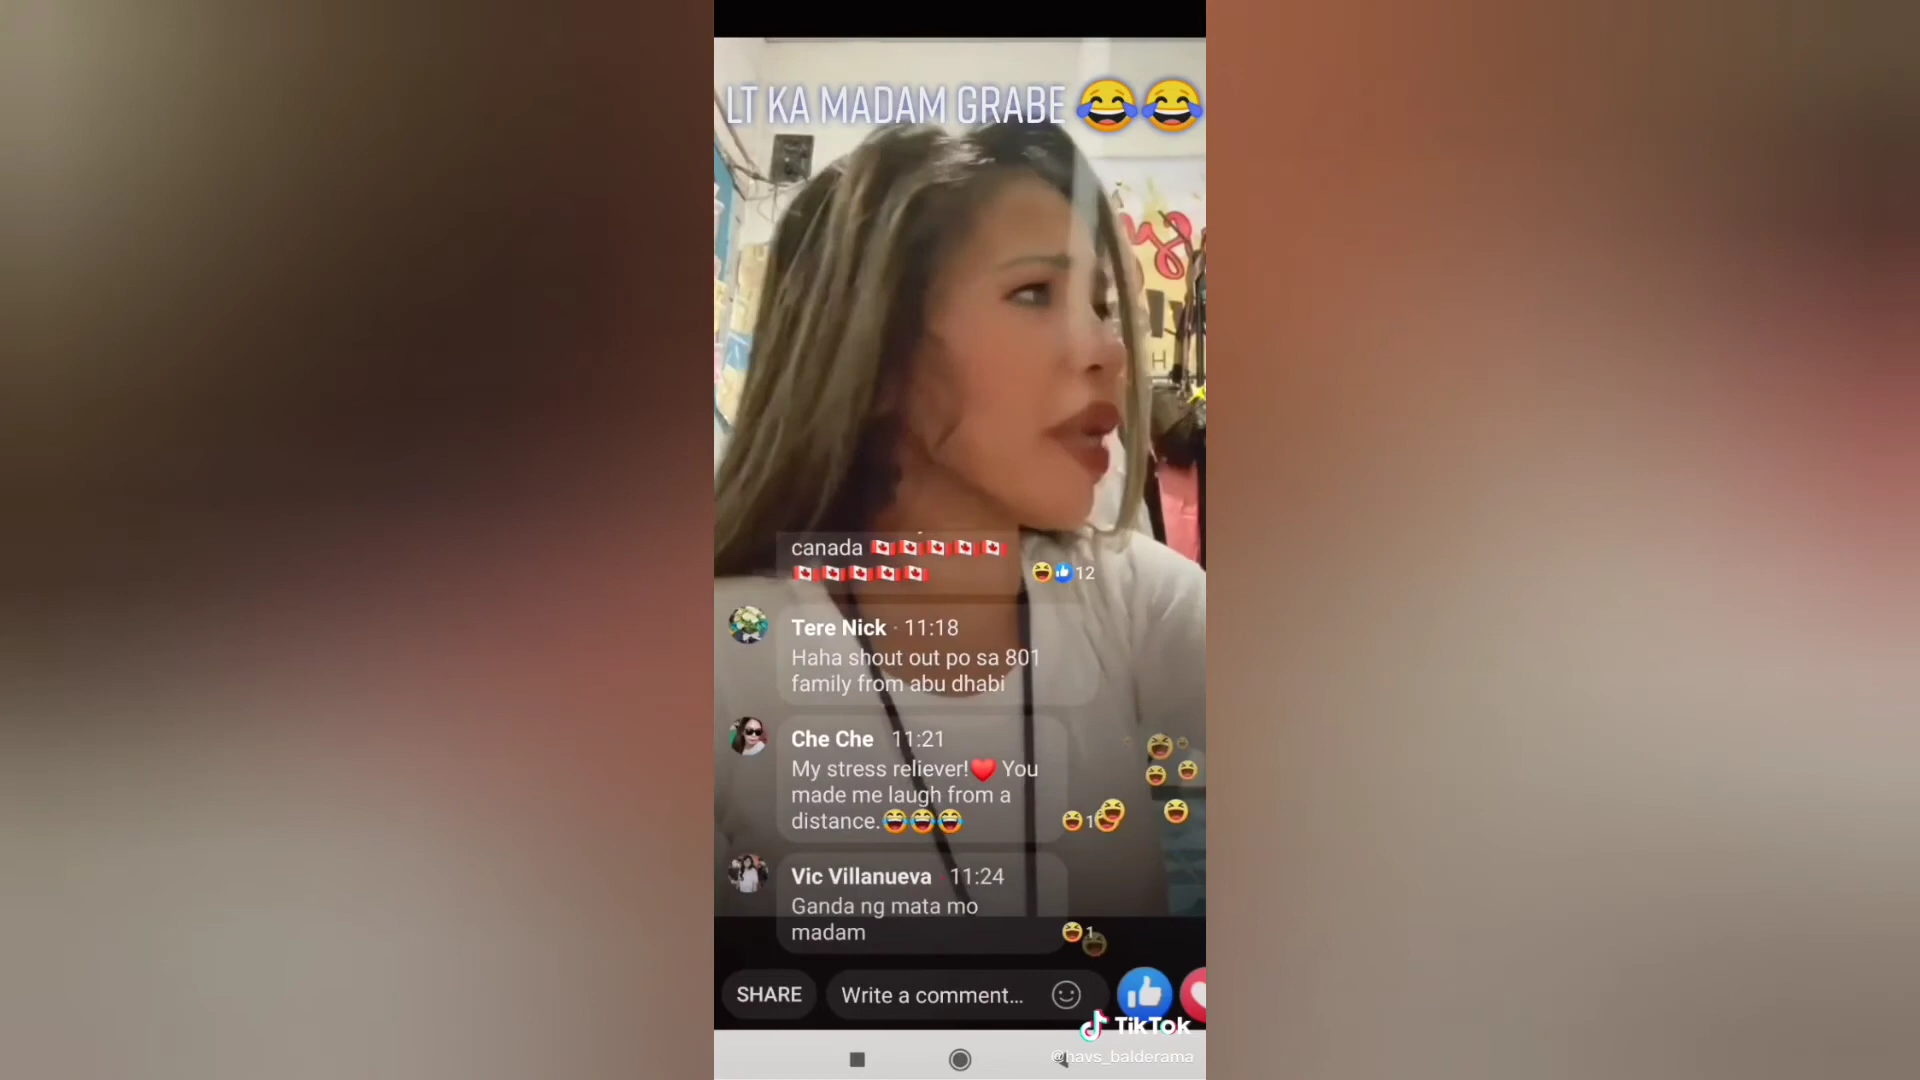 LT KA MADAM GRABE 😂😂
H
canada 🇨🇦🇨🇦🇨🇦🇨🇦🇨🇦
🇨🇦🇨🇦🇨🇦🇨🇦🇨🇦
12
Tere Nick · 11:18
Haha shout out po sa 801
family from abu dhabi
Che Che · 11:21
My stress reliever!❤️ You
made me laugh from a
distance.😂😂😂
Vic Villanueva · 11:24
Ganda ng mata mo
madam
1
SHARE
Write a comment...
TikTok
@havs_balderama